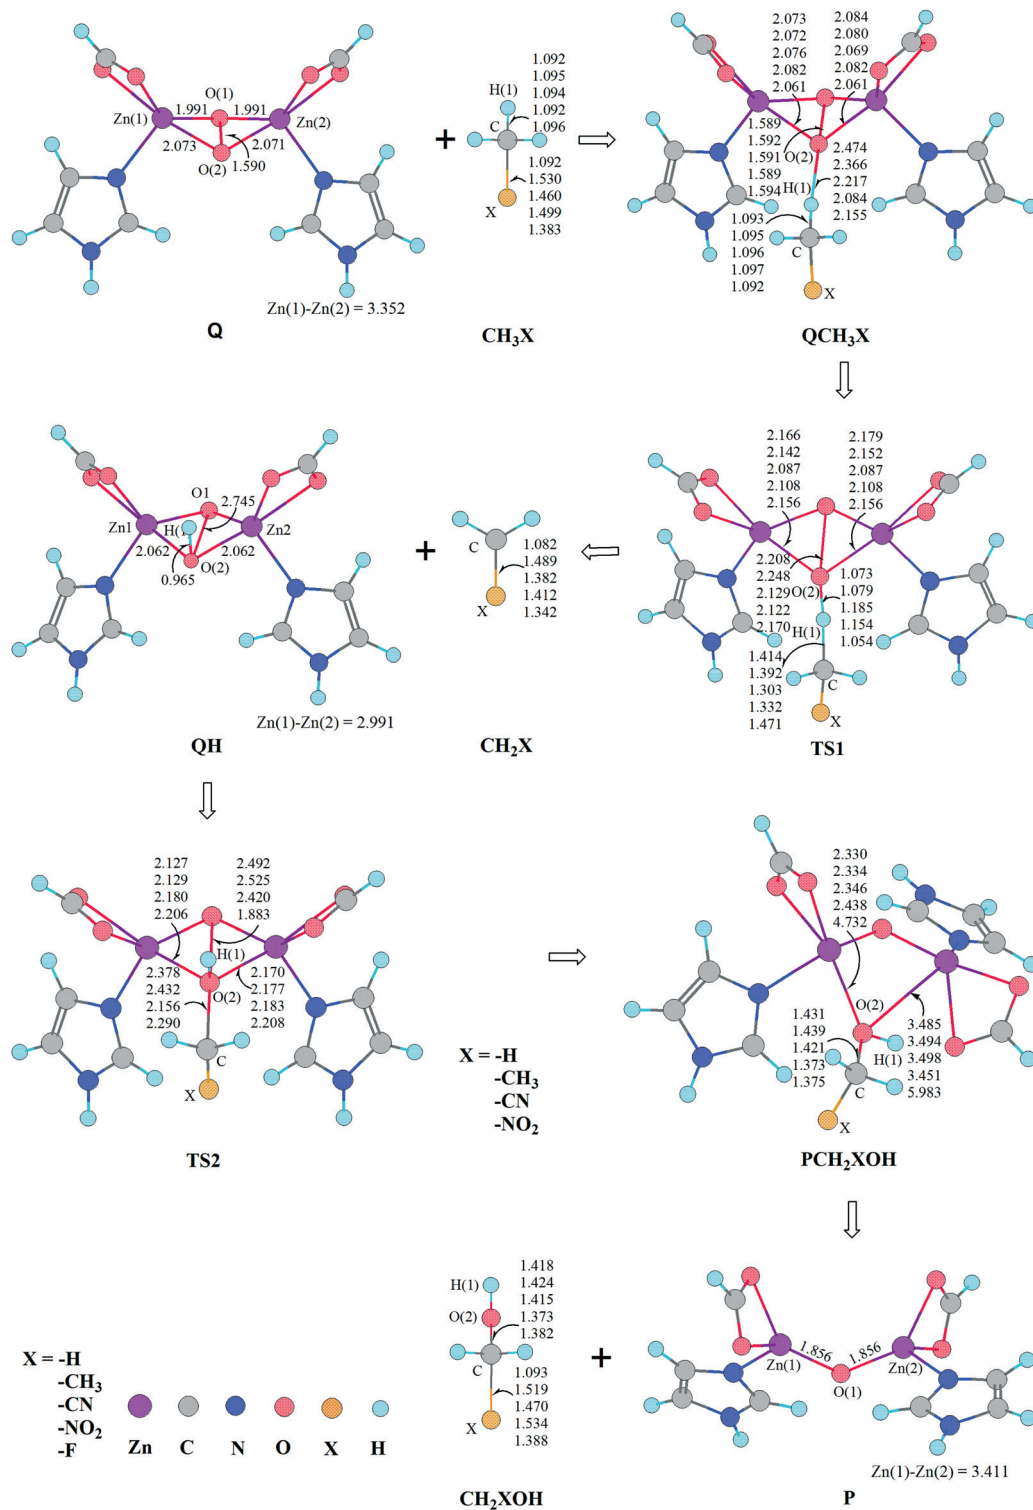 O(1)
1.991
1.991
Zn(1)
Zn(2)
2.073
2.071
O(2)
1.590
Zn(1)-Zn(2) = 3.352
Q
+
1.092
1.095
1.094
1.092
1.096
H(1)
C
1.092
1.530
1.460
1.499
1.383
X
CH3X
2.073
2.072
2.076
2.082
2.061
2.084
2.080
2.069
2.082
2.061
1.589
1.592
1.591
1.589
1.594
O(2)
2.474
2.366
2.217
2.084
2.155
H(1)
1.093
1.095
1.096
1.097
1.092
C
X
QCH3X
O1
2.745
Zn1
H(1)
Zn2
2.062
2.062
O(2)
0.965
Zn(1)-Zn(2) = 2.991
QH
+
C
1.082
1.489
1.382
1.412
1.342
X
CH2X
2.166
2.142
2.087
2.108
2.156
2.179
2.152
2.087
2.108
2.156
2.208
2.248
2.129
2.122
2.170
O(2)
1.073
1.079
1.185
1.154
1.054
H(1)
1.414
1.392
1.303
1.332
1.471
C
X
TS1
2.127
2.129
2.180
2.206
2.492
2.525
2.420
1.883
H(1)
2.378
2.432
2.156
2.290
O(2)
2.170
2.177
2.183
2.208
C
X
TS2
X = -H
-CH3
-CN
-NO2
2.330
2.334
2.346
2.438
4.732
O(2)
1.431
1.439
1.421
1.373
1.375
H(1)
3.485
3.494
3.498
3.451
5.983
C
X
PCH2XOH
X = -H
-CH3
-CN
-NO2
-F
Zn C N O X H
H(1)
O(2)
1.418
1.424
1.415
1.373
1.382
C
1.093
1.519
1.470
1.534
1.388
X
CH2XOH
+
1.856
1.856
Zn(1)
Zn(2)
O(1)
Zn(1)-Zn(2) = 3.411
P